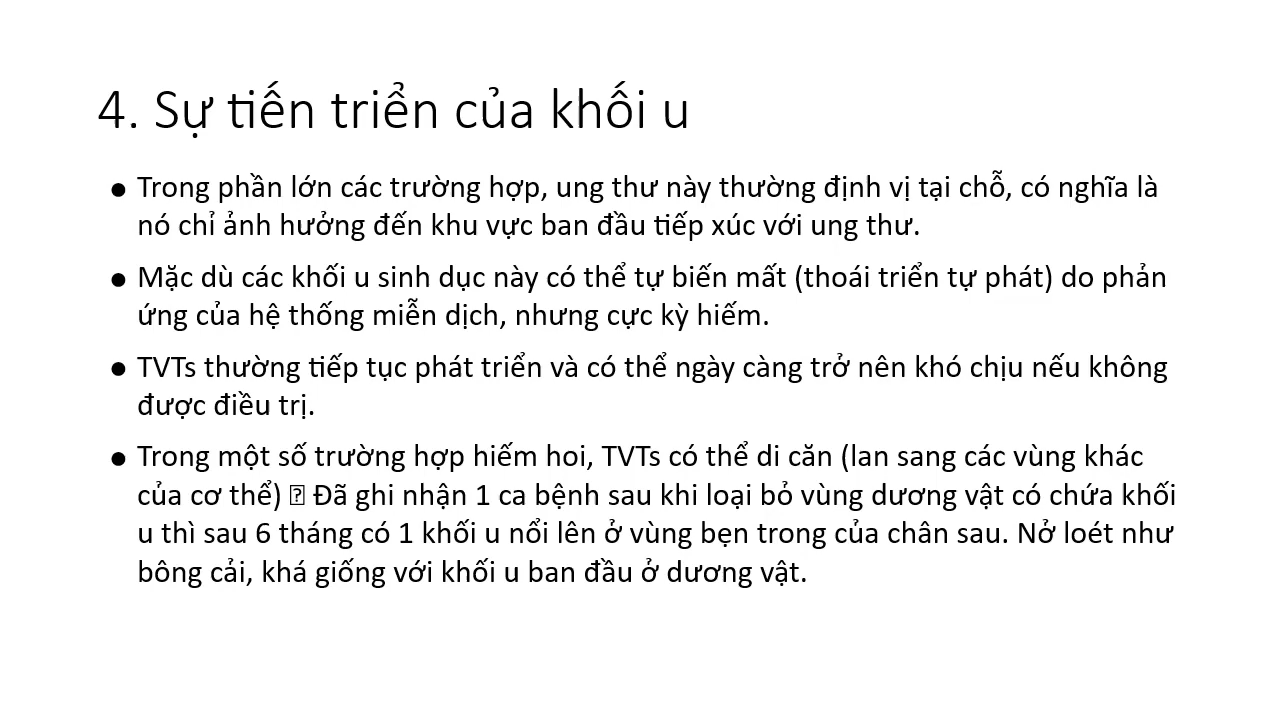 4. Sự tiến triển của khối u
● Trong phần lớn các trường hợp, ung thư này thường định vị tại chỗ, có nghĩa là
nó chỉ ảnh hưởng đến khu vực ban đầu tiếp xúc với ung thư.
● Mặc dù các khối u sinh dục này có thể tự biến mất (thoái triển tự phát) do phản
ứng của hệ thống miễn dịch, nhưng cực kỳ hiếm.
● TVTs thường tiếp tục phát triển và có thể ngày càng trở nên khó chịu nếu không
được điều trị.
● Trong một số trường hợp hiếm hoi, TVTs có thể di căn (lan sang các vùng khác
của cơ thể) ⍰ Đã ghi nhận 1 ca bệnh sau khi loại bỏ vùng dương vật có chứa khối
u thì sau 6 tháng có 1 khối u nổi lên ở vùng bẹn trong của chân sau. Nở loét như
bông cải, khá giống với khối u ban đầu ở dương vật.